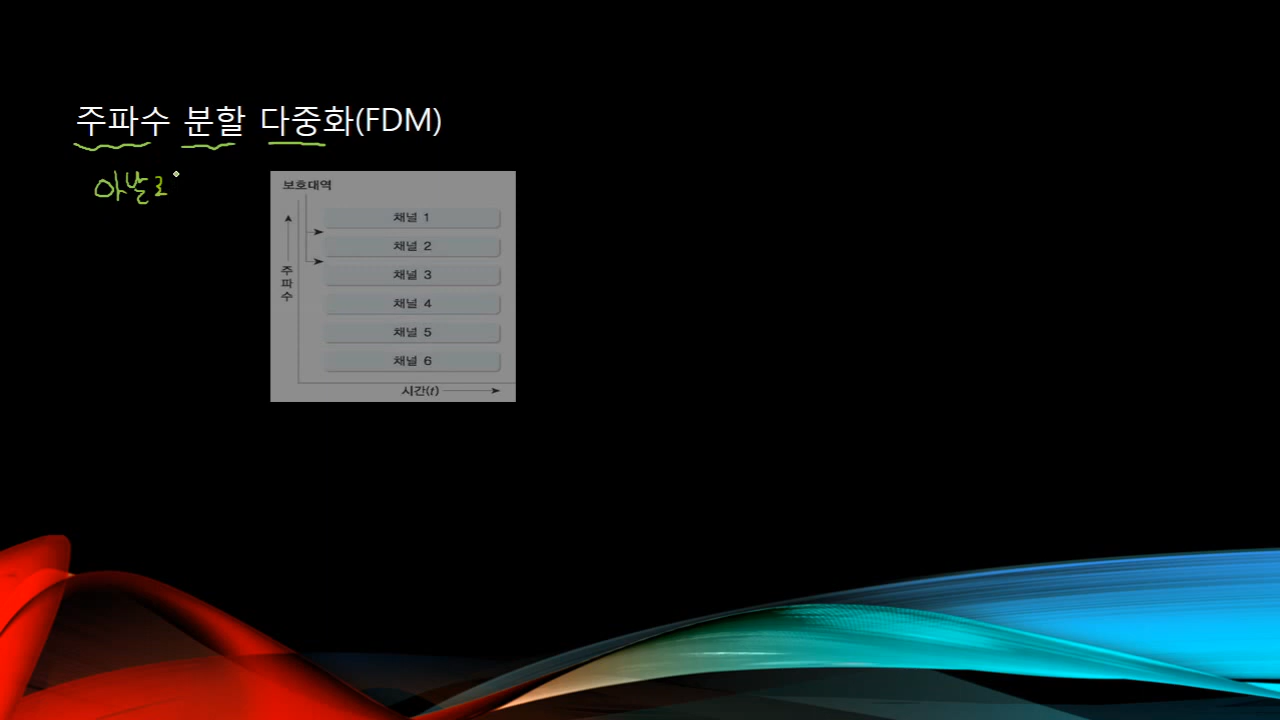 주파수 분할 다중화(FDM)
아날로
보호대역
채널 1
채널 2
채널 3
채널 4
채널 5
채널 6
주파수
시간(t)